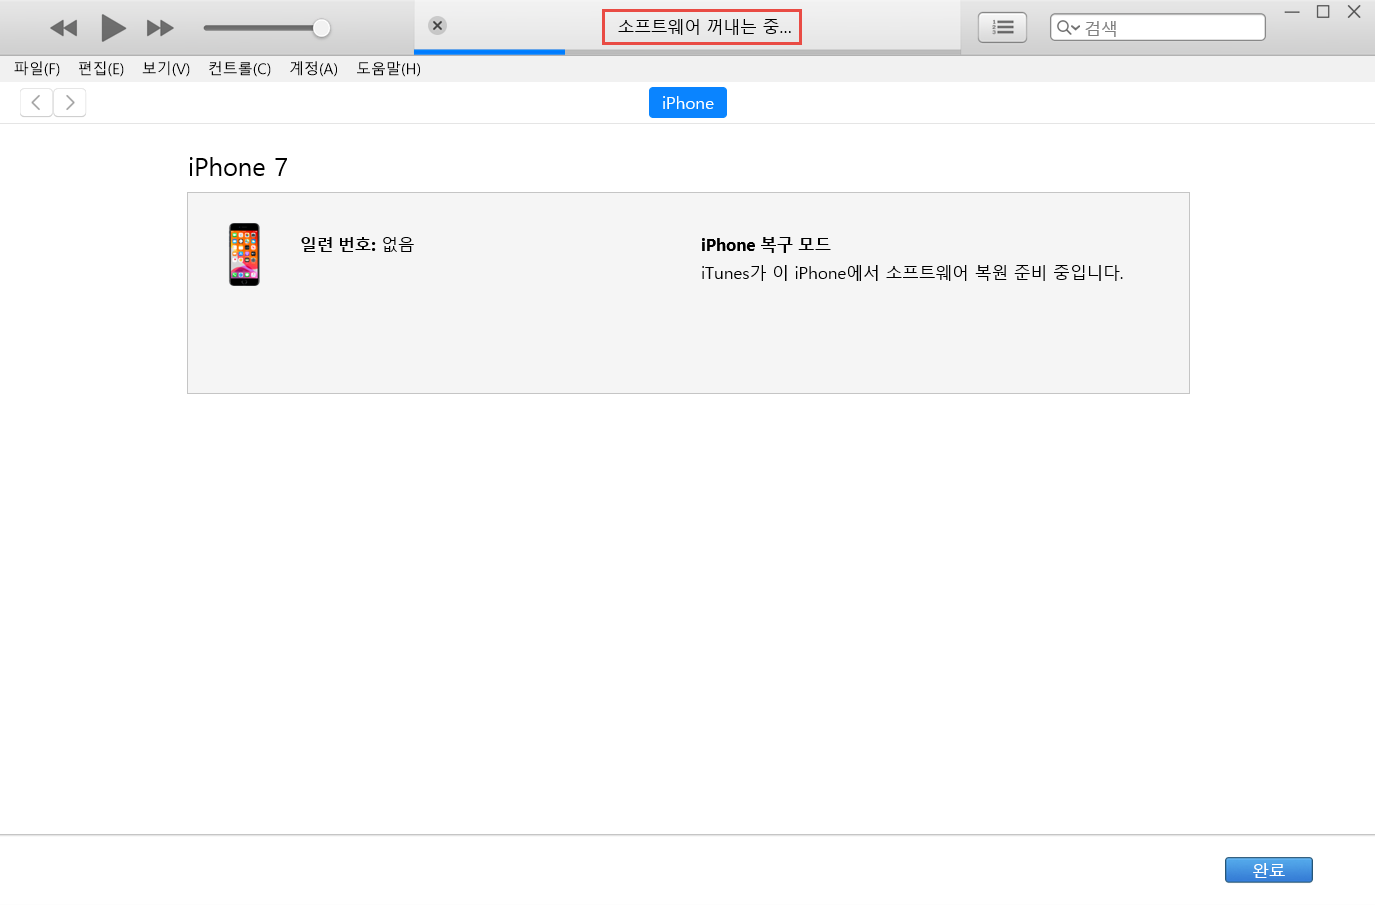 소프트웨어 꺼내는 중...
검색
파일(F) 편집(E) 보기(V) 컨트롤(C) 계정(A) 도움말(H)
iPhone
iPhone 7
일련 번호: 없음
iPhone 복구 모드
iTunes가 이 iPhone에서 소프트웨어 복원 준비 중입니다.
완료